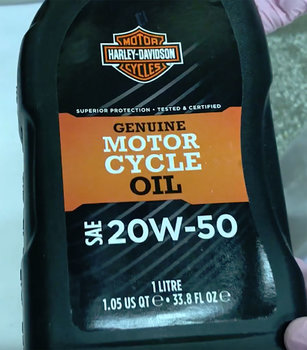 MOTOR
HARLEY-DAVIDSON
CYCLES
SUPERIOR PROTECTION • TESTED & CERTIFIED
GENUINE
MOTOR
CYCLE
OIL
SAE 20W-50
1 LITRE
1.05 US QT ℮ • 33.8 FL OZ ℮